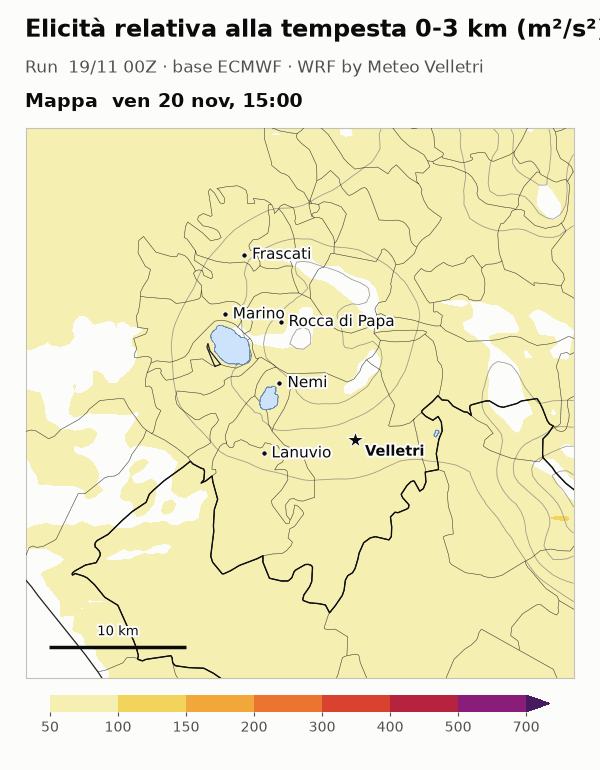 Elicità relativa alla tempesta 0-3 km (m²/s²)
Run  19/11 00Z · base ECMWF · WRF by Meteo Velletri
Mappa  ven 20 nov, 15:00
Frascati
Marino
Rocca di Papa
Nemi
Velletri
Lanuvio
10 km
50 100 150 200 300 400 500 700